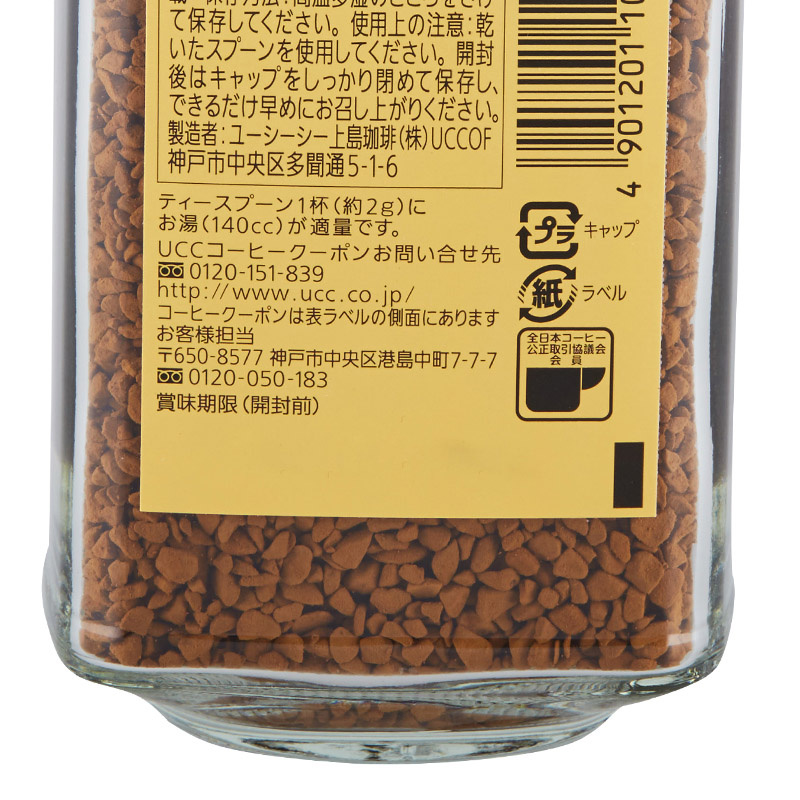 載 保存方法:高温多湿のところをさけ
て保存してください。使用上の注意:乾
いたスプーンを使用してください。開封
後はキャップをしっかり閉めて保存し、
できるだけ早めにお召し上がりください。
製造者:ユーシーシー上島珈琲(株)UCCOF
神戸市中央区多聞通5-1-6
4 901201 10
ティースプーン1杯(約2g)に
お湯(140cc)が適量です。
UCCコーヒークーポンお問い合せ先
0120-151-839
http://www.ucc.co.jp/
コーヒークーポンは表ラベルの側面にあります
お客様担当
〒650-8577 神戸市中央区港島中町7-7-7
0120-050-183
賞味期限(開封前)
プラ キャップ
紙 ラベル
全日本コーヒー
公正取引協議会
会員